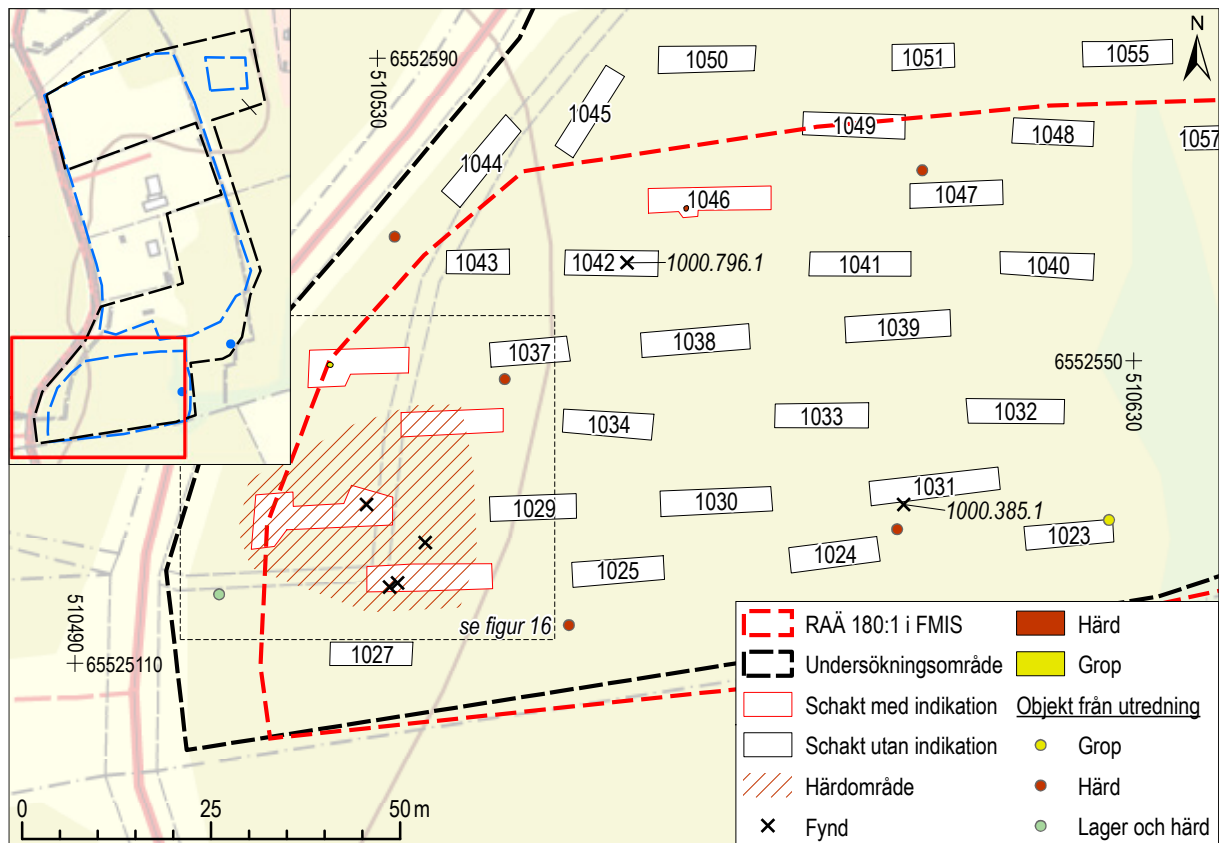 N
6552590
510530
1050
1051
1055
1045
1044
1049
1048
1057
1046
1047
1043
1042
1000.796.1
1041
1040
1037
1038
1039
6552550
510630
1034
1033
1032
1029
1030
1031
1000.385.1
1023
1024
1025
510490
65525110
se figur 16
1027
RAÄ 180:1 i FMIS
Undersökningsområde
Schakt med indikation
Schakt utan indikation
Härdområde
Fynd
Härd
Grop
Objekt från utredning
Grop
Härd
Lager och härd
0 25 50 m